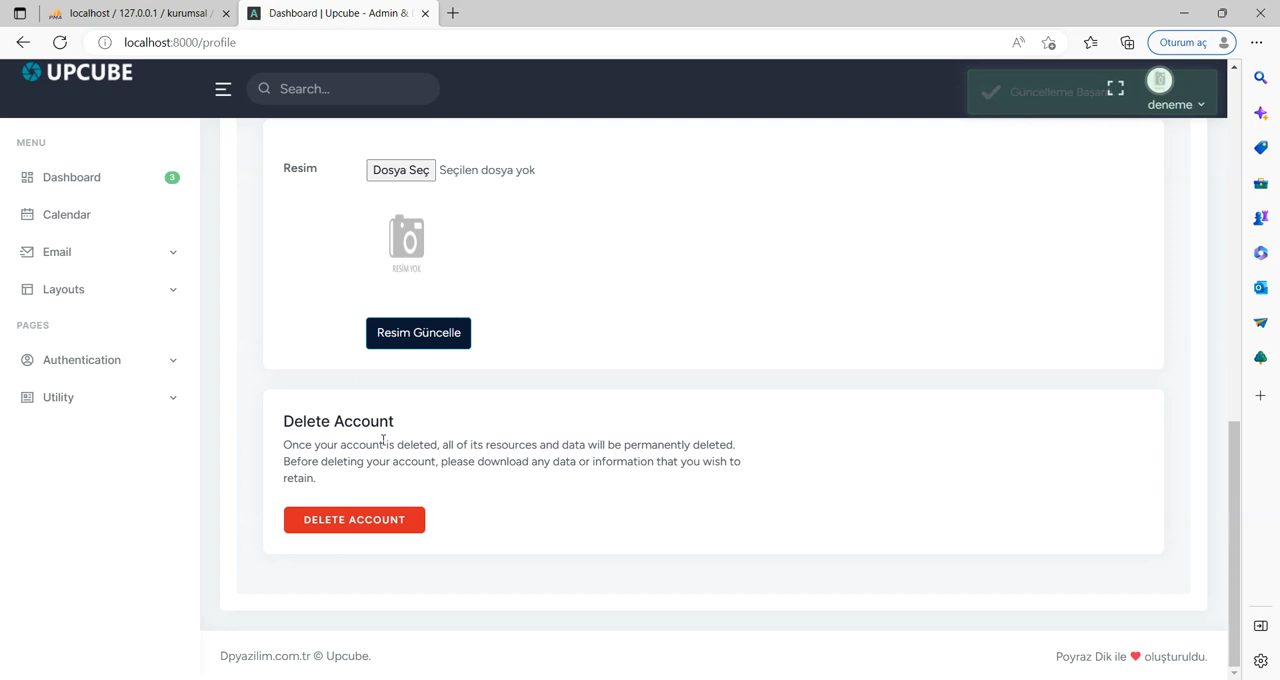 localhost / 127.0.0.1 / kurumsal /
Dashboard | Upcube - Admin &
localhost:8000/profile
Oturum aç
UPCUBE
Search...
Güncelleme
deneme
MENU
Dashboard 3
Calendar
Email
Layouts
PAGES
Authentication
Utility
Resim Dosya Seç Seçilen dosya yok
RESİM YOK
Resim Güncelle
Delete Account
Once your account is deleted, all of its resources and data will be permanently deleted.
Before deleting your account, please download any data or information that you wish to
retain.
DELETE ACCOUNT
Dpyazilim.com.tr © Upcube.
Poyraz Dik ile ❤ oluşturuldu.